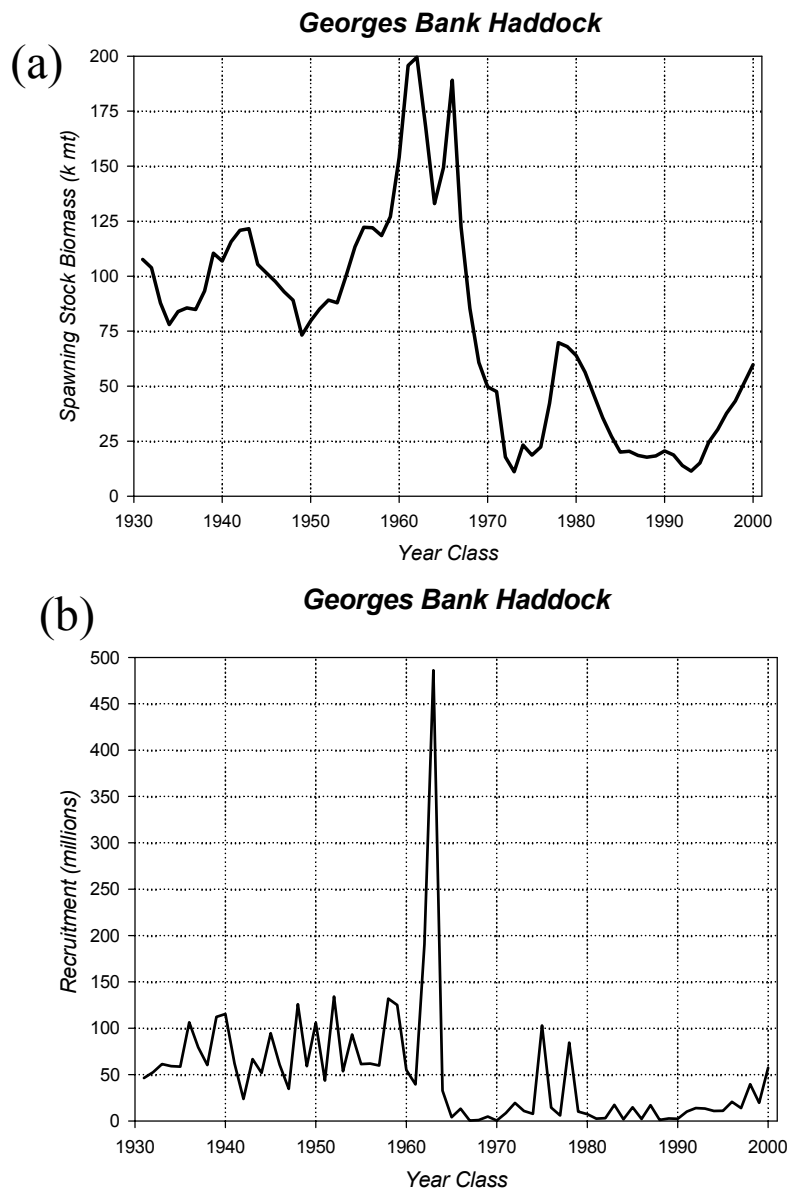 Georges Bank Haddock
(a)
200
175
150
125
100
75
50
25
0
Spawning Stock Biomass (k mt)
1930 1940 1950 1960 1970 1980 1990 2000
Year Class
Georges Bank Haddock
(b)
500
450
400
350
300
250
200
150
100
50
0
Recruitment (millions)
1930 1940 1950 1960 1970 1980 1990 2000
Year Class